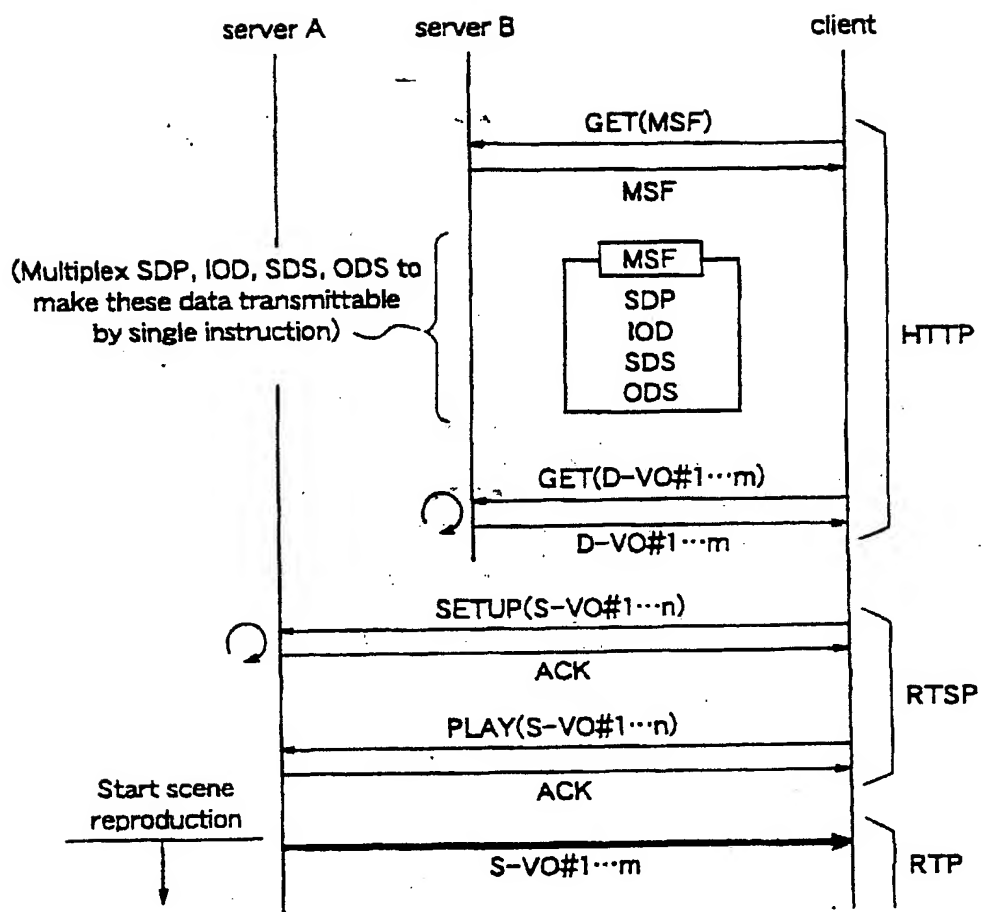 server A
server B
client
GET(MSF)
MSF
(Multiplex SDP, IOD, SDS, ODS to
make these data transmittable
by single instruction)
MSF
SDP
IOD
SDS
ODS
HTTP
GET(D-VO#1···m)
D-VO#1···m
SETUP(S-VO#1···n)
ACK
RTSP
PLAY(S-VO#1···n)
ACK
Start scene
reproduction
S-VO#1···m
RTP